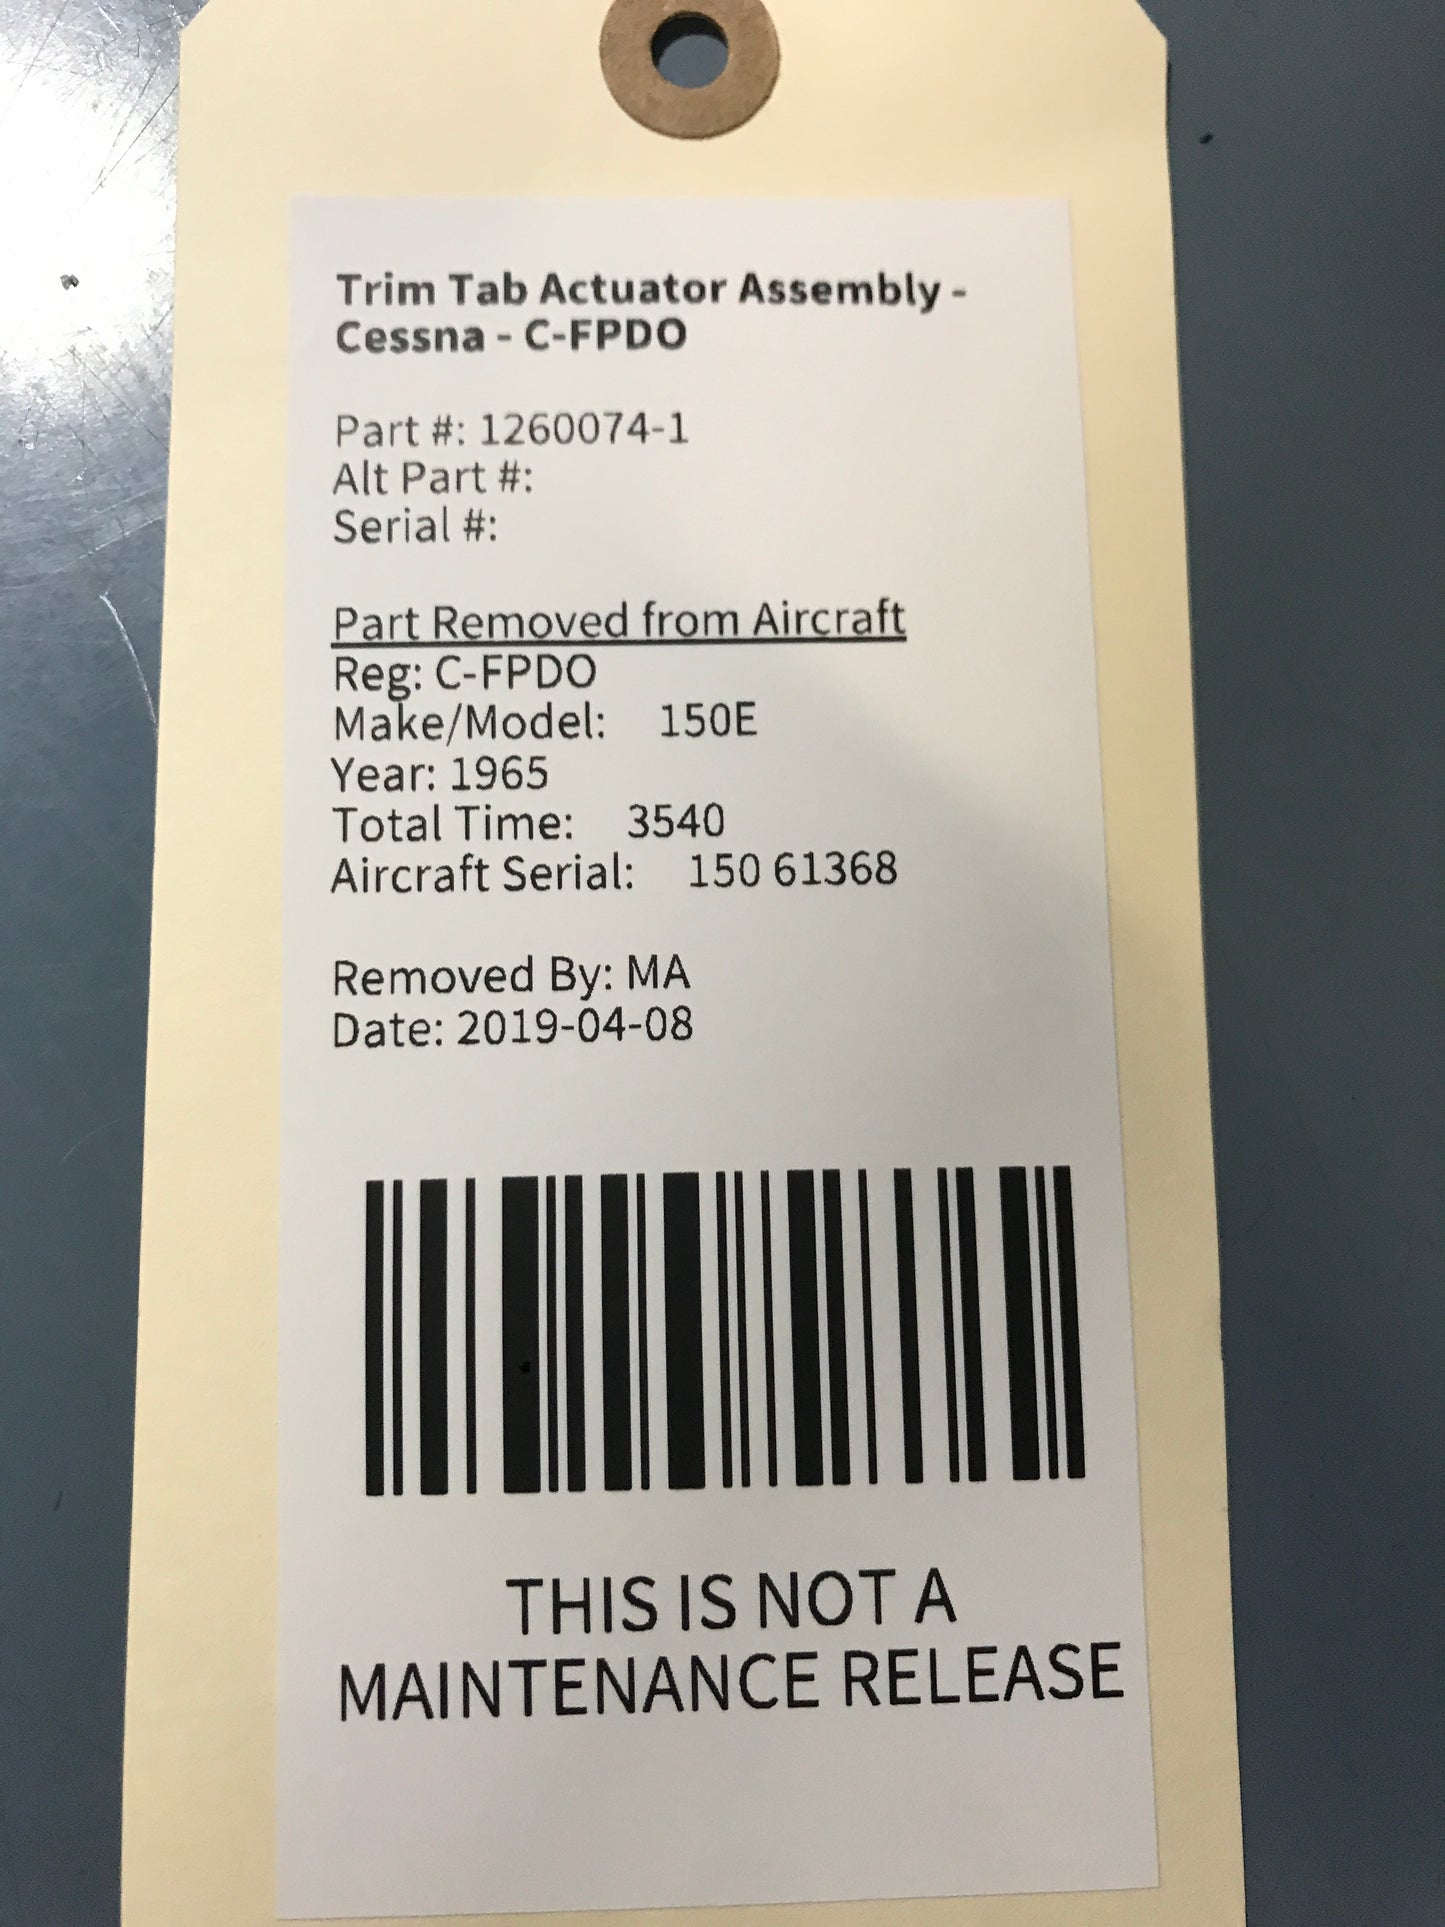 Trim Tab Actuator Assembly -
Cessna - C-FPDO
Part #: 1260074-1
Alt Part #:
Serial #:
Part Removed from Aircraft
Reg: C-FPDO
Make/Model: 150E
Year: 1965
Total Time: 3540
Aircraft Serial: 150 61368
Removed By: MA
Date: 2019-04-08
THIS IS NOT A
MAINTENANCE RELEASE